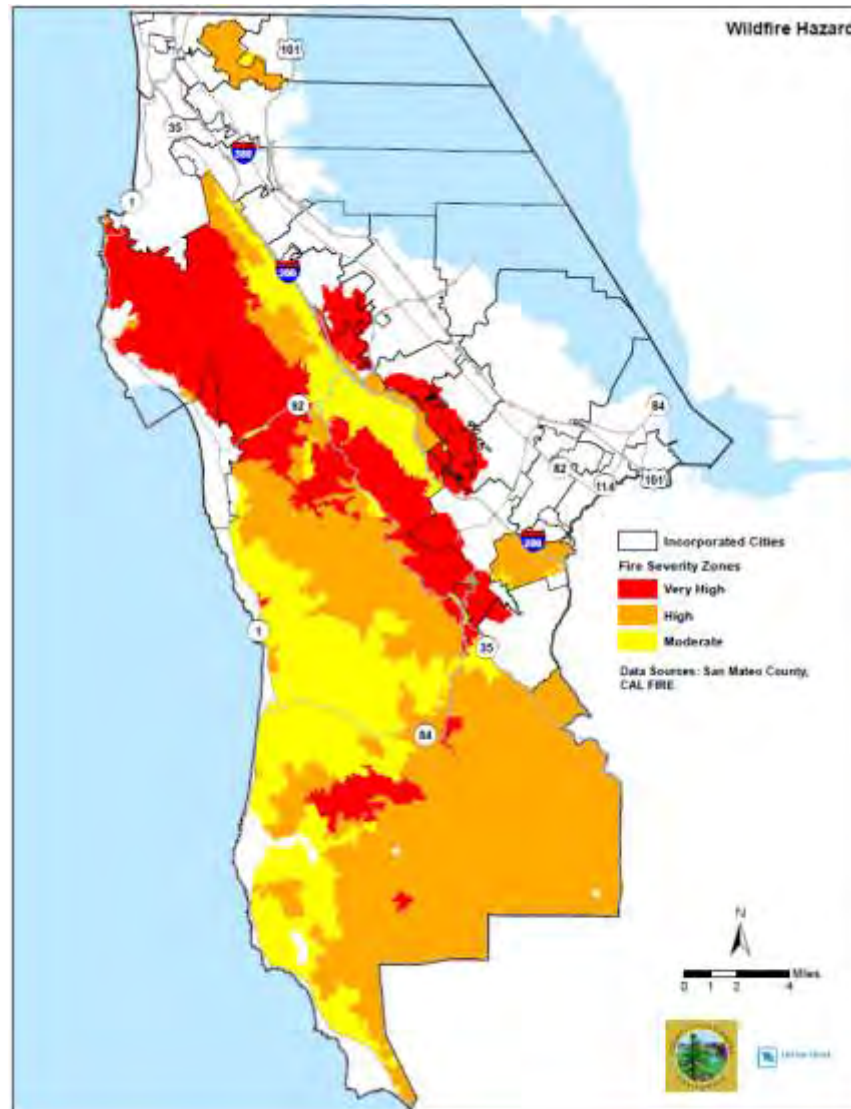 Wildfire Hazard
101
35
380
1
380
92
84
82
114
101
280
Incorporated Cities
Fire Severity Zones
Very High
High
Moderate
1
35
Data Sources: San Mateo County,
CAL FIRE
84
N
Miles
0 1 2 4